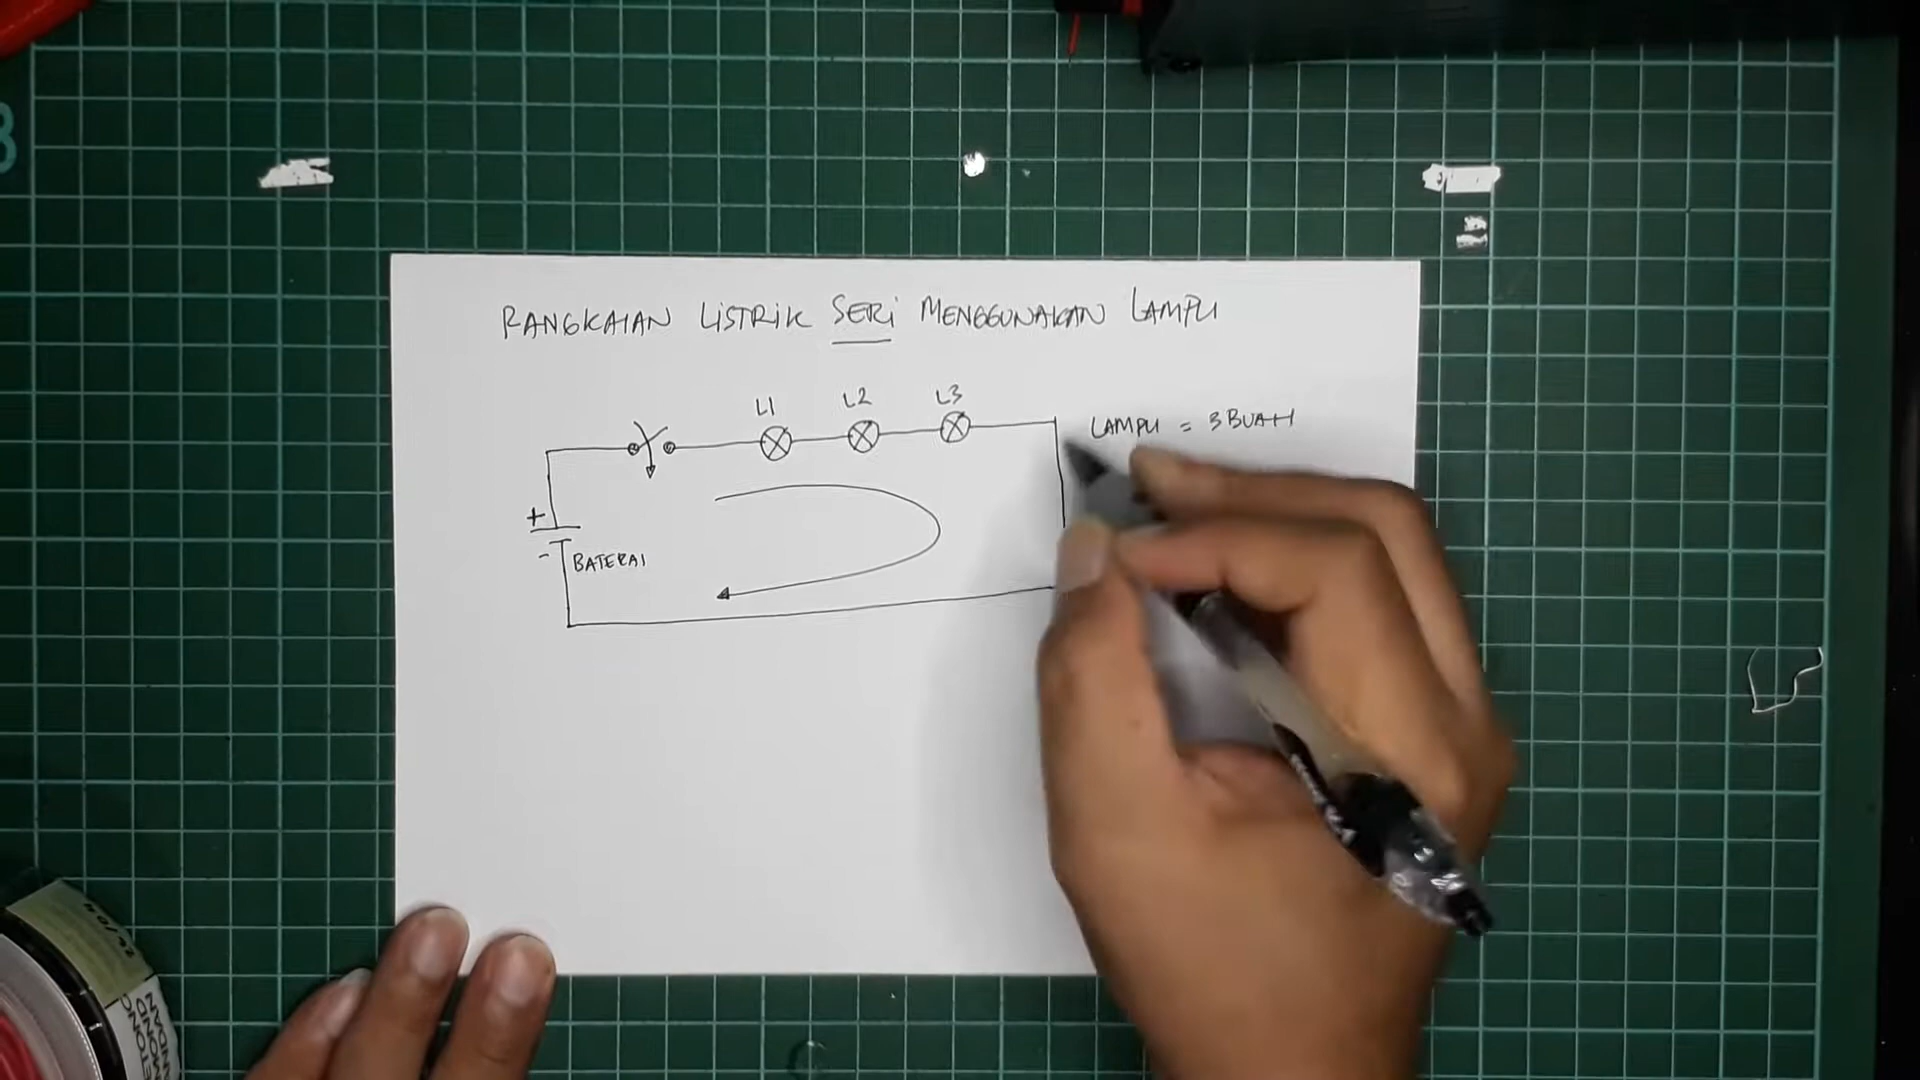 RANGKAIAN LISTRIK SERI MENGGUNAKAN LAMPU
L1 L2 L3
LAMPU = 3 BUAH
+
- BATERAI